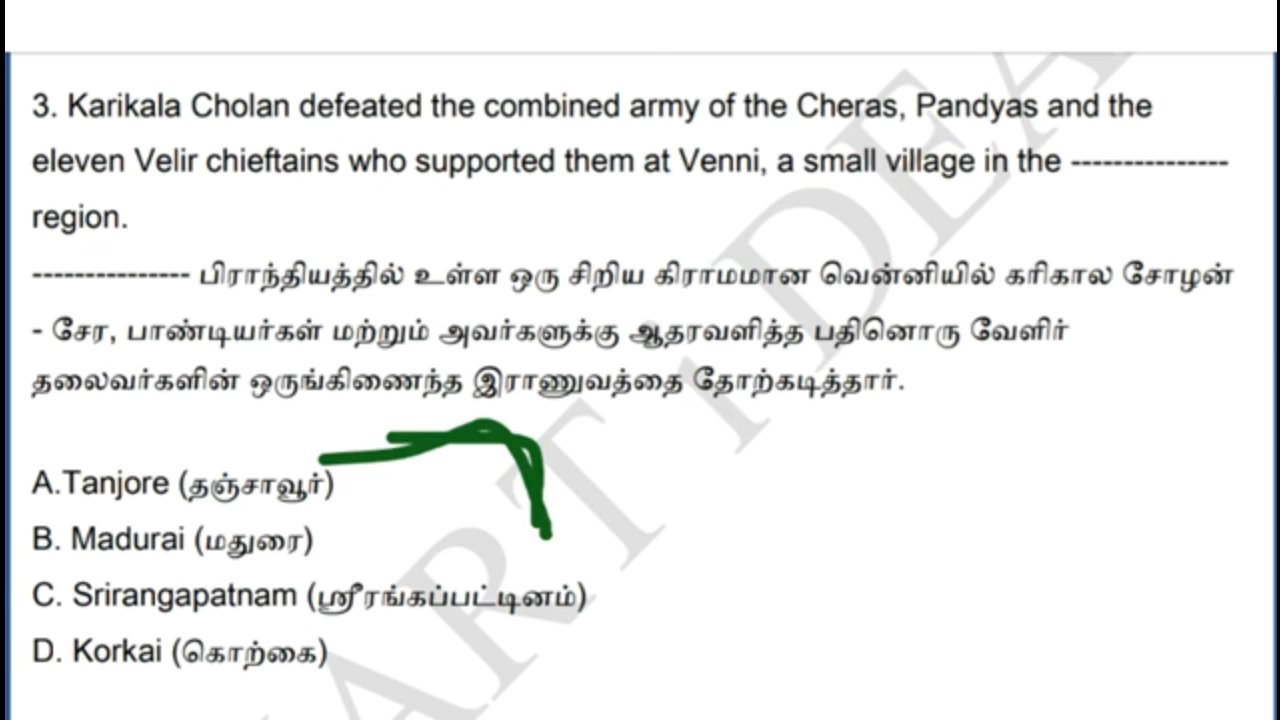 3. Karikala Cholan defeated the combined army of the Cheras, Pandyas and the
eleven Velir chieftains who supported them at Venni, a small village in the ---------------
region.
--------------- பிராந்தியத்தில் உள்ள ஒரு சிறிய கிராமமான வென்னியில் கரிகால சோழன்
- சேர, பாண்டியர்கள் மற்றும் அவர்களுக்கு ஆதரவளித்த பதினொரு வேளிர்
தலைவர்களின் ஒருங்கிணைந்த இராணுவத்தை தோற்கடித்தார்.
A.Tanjore (தஞ்சாவூர்)
B. Madurai (மதுரை)
C. Srirangapatnam (ஸ்ரீரங்கப்பட்டினம்)
D. Korkai (கொற்கை)